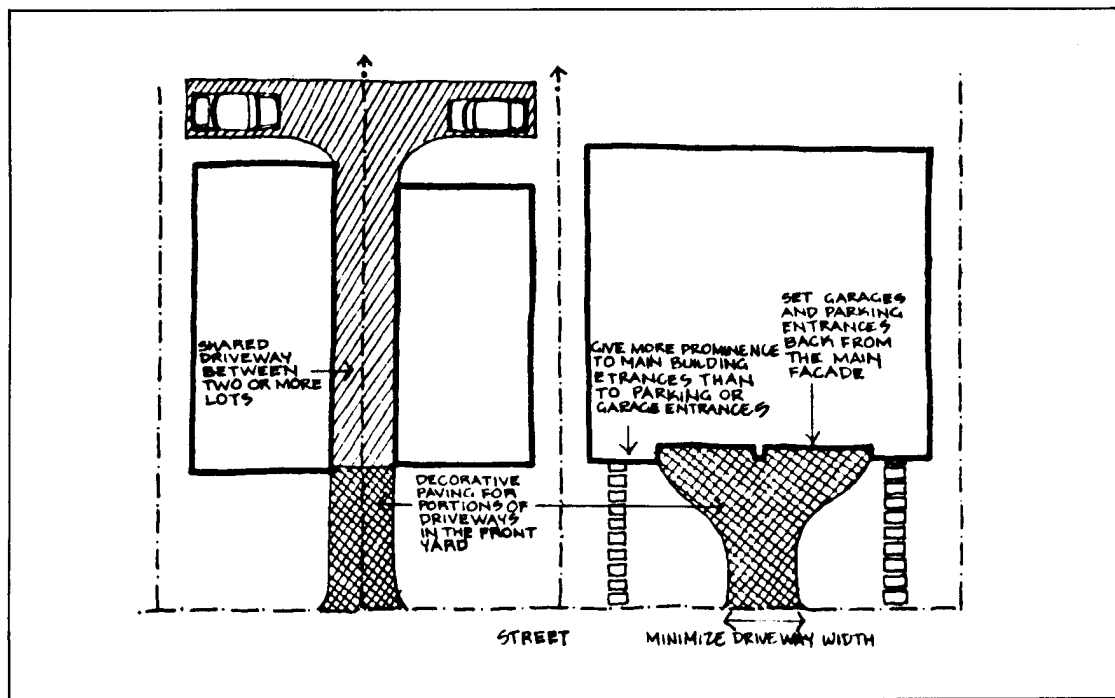 SHARED
DRIVEWAY
BETWEEN
TWO OR MORE
LOTS
GIVE MORE PROMINENCE
TO MAIN BUILDING
ETRANCES THAN
TO PARKING OR
GARAGE ENTRANCES
SET GARAGES
AND PARKING
ENTRANCES
BACK FROM
THE MAIN
FACADE
DECORATIVE
PAVING FOR
PORTIONS OF
DRIVEWAYS
IN THE FRONT
YARD
STREET
MINIMIZE DRIVEWAY WIDTH